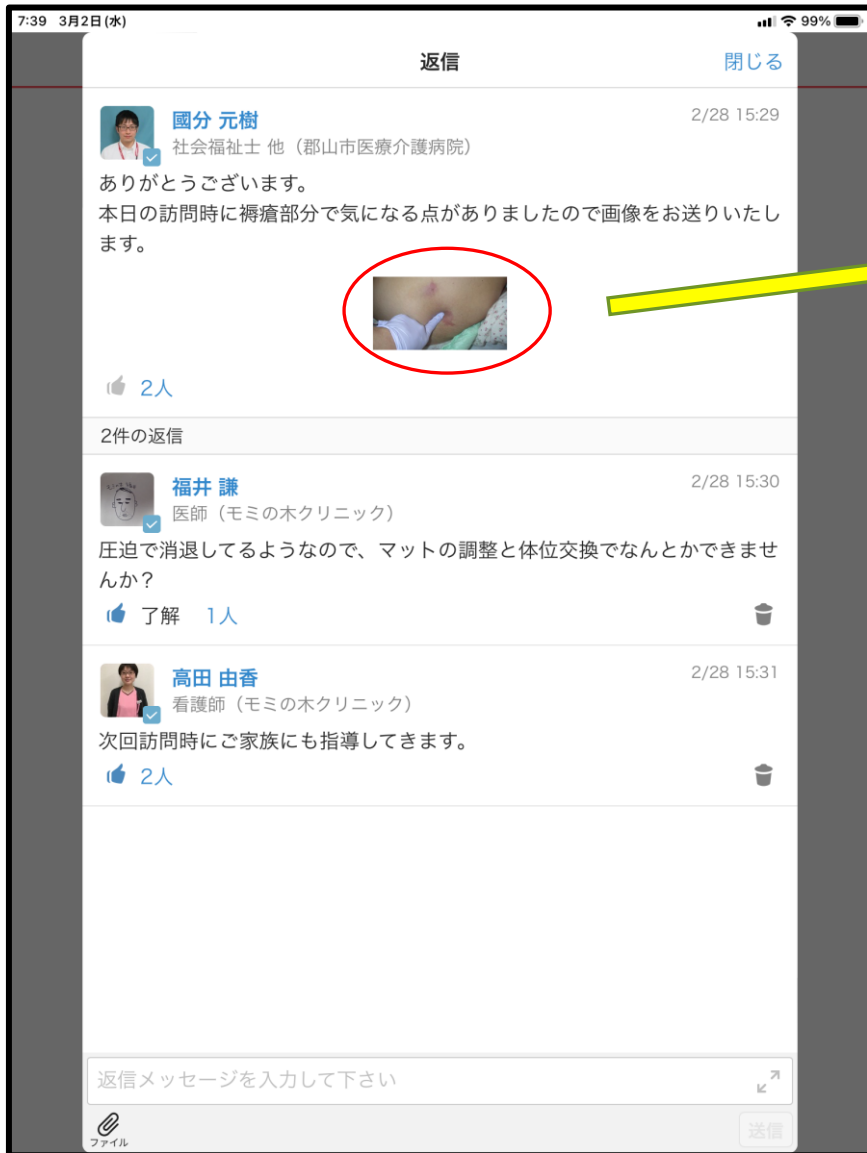 7:39 3月2日(水)
99%
返信
閉じる
國分 元樹
2/28 15:29
社会福祉士 他（郡山市医療介護病院）
ありがとうございます。
本日の訪問時に褥瘡部分で気になる点がありましたので画像をお送りいたし
ます。
2人
2件の返信
福井 謙
2/28 15:30
医師（モミの木クリニック）
圧迫で消退してるようなので、マットの調整と体位交換でなんとかできませ
んか？
了解 1人
高田 由香
2/28 15:31
看護師（モミの木クリニック）
次回訪問時にご家族にも指導してきます。
2人
返信メッセージを入力して下さい
ファイル
送信